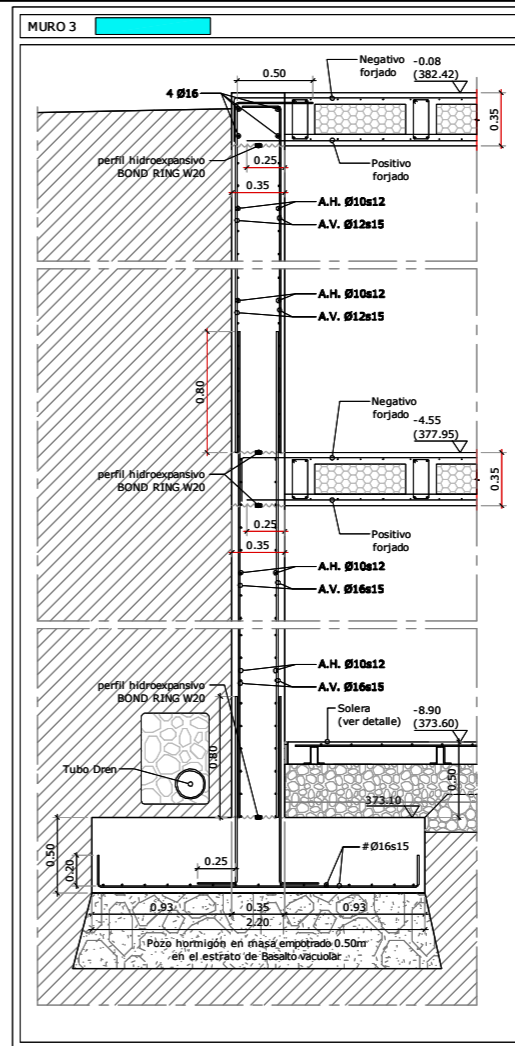 MURO 3
0.50
Negativo
forjado
-0.08
(382.42)
4 Ø16
0.35
perfil hidroexpansivo
BOND RING W20
0.25
Positivo
forjado
0.35
A.H. Ø10s12
A.V. Ø12s15
A.H. Ø10s12
A.V. Ø12s15
0.80
Negativo
forjado
-4.55
(377.95)
perfil hidroexpansivo
BOND RING W20
0.35
0.25
Positivo
forjado
0.35
A.H. Ø10s12
A.V. Ø16s15
A.H. Ø10s12
A.V. Ø16s15
perfil hidroexpansivo
BOND RING W20
Solera
(ver detalle)
-8.90
(373.60)
0.80
Tubo Dren
0.50
373.10
0.50
0.20
0.25
#Ø16s15
0.93
0.35
0.93
2.20
Pozo hormigón en masa empotrado 0.50m
en el estrato de Basalto vacuolar